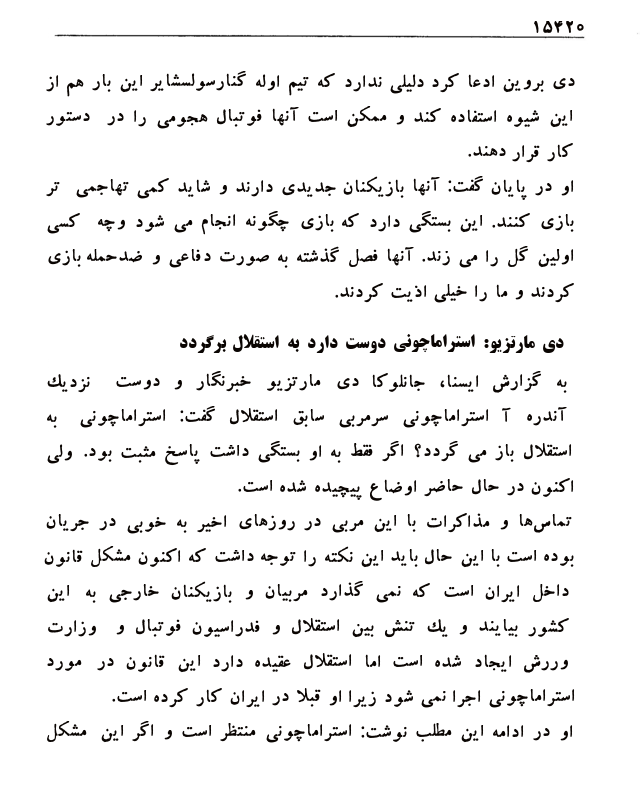 ۱۵۴۲۰
دی بروین ادعا کرد دلیلی ندارد که تیم اوله گنارسولسشایر این بار هم از
این شیوه استفاده کند و ممکن است آنها فوتبال هجومی را در دستور
کار قرار دهند.
او در پایان گفت: آنها بازیکنان جدیدی دارند و شاید کمی تهاجمی تر
بازی کنند. این بستگی دارد که بازی چگونه انجام می شود وچه کسی
اولین گل را می زند. آنها فصل گذشته به صورت دفاعی و ضدحمله بازی
کردند و ما را خیلی اذیت کردند.
دی مارتزیو: استراماچونی دوست دارد به استقلال برگردد
به گزارش ایسنا، جانلوکا دی مارتزیو خبرنگار و دوست نزدیك
آندره آ استراماچونی سرمربی سابق استقلال گفت: استراماچونی به
استقلال باز می گردد؟ اگر فقط به او بستگی داشت پاسخ مثبت بود. ولی
اکنون در حال حاضر اوضاع پیچیده شده است.
تماس‌ها و مذاکرات با این مربی در روزهای اخیر به خوبی در جریان
بوده است با این حال باید این نکته را توجه داشت که اکنون مشکل قانون
داخل ایران است که نمی گذارد مربیان و بازیکنان خارجی به این
کشور بیایند و یك تنش بین استقلال و فدراسیون فوتبال و وزارت
وررش ایجاد شده است اما استقلال عقیده دارد این قانون در مورد
استراماچونی اجرا نمی شود زیرا او قبلا در ایران کار کرده است.
او در ادامه این مطلب نوشت: استراماچونی منتظر است و اگر این مشکل